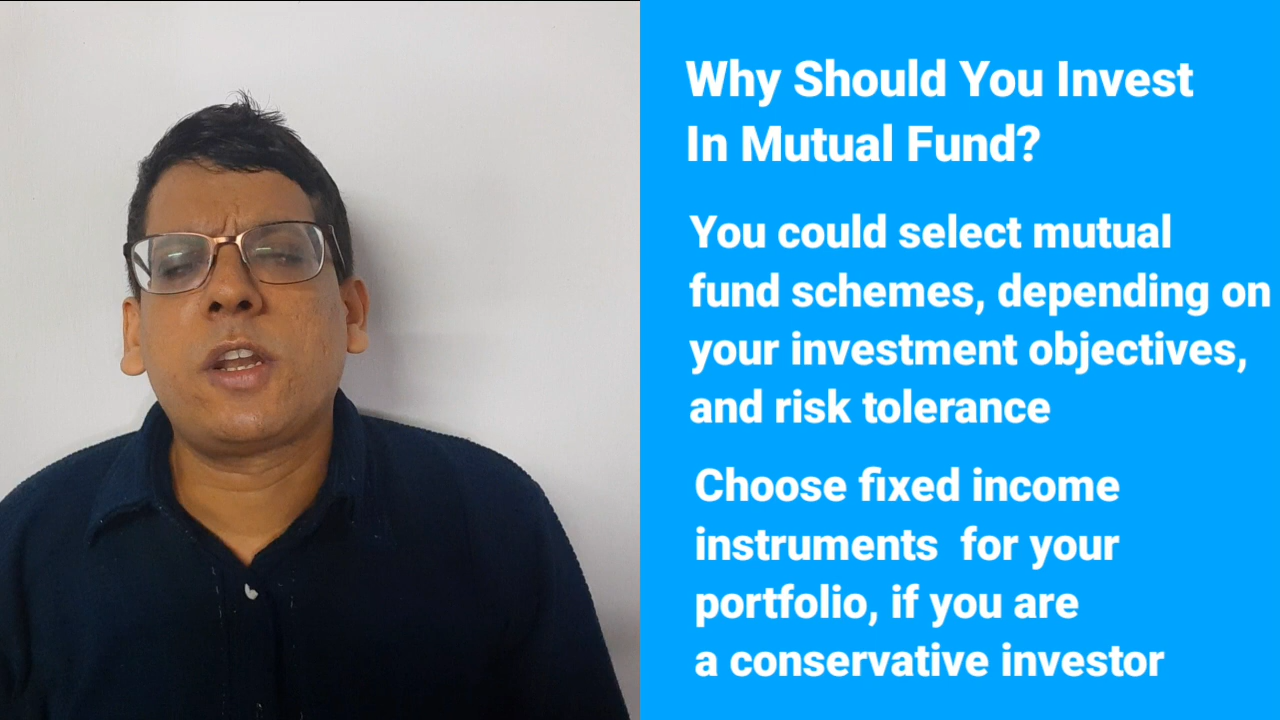 Why Should You Invest
In Mutual Fund?
You could select mutual
fund schemes, depending on
your investment objectives,
and risk tolerance
Choose fixed income
instruments  for your
portfolio, if you are
a conservative investor